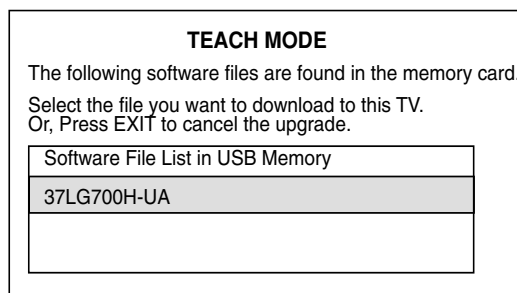 TEACH MODE
The following software files are found in the memory card.
Select the file you want to download to this TV.
Or, Press EXIT to cancel the upgrade.
Software File List in USB Memory
37LG700H-UA